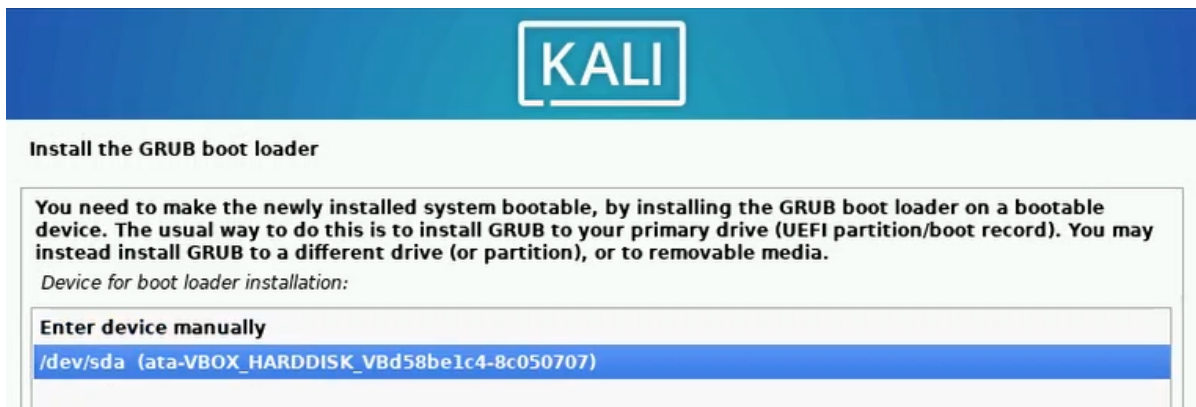 KALI
Install the GRUB boot loader
You need to make the newly installed system bootable, by installing the GRUB boot loader on a bootable
device. The usual way to do this is to install GRUB to your primary drive (UEFI partition/boot record). You may
instead install GRUB to a different drive (or partition), or to removable media.
Device for boot loader installation:
Enter device manually
/dev/sda (ata-VBOX_HARDDISK_VBd58be1c4-8c050707)